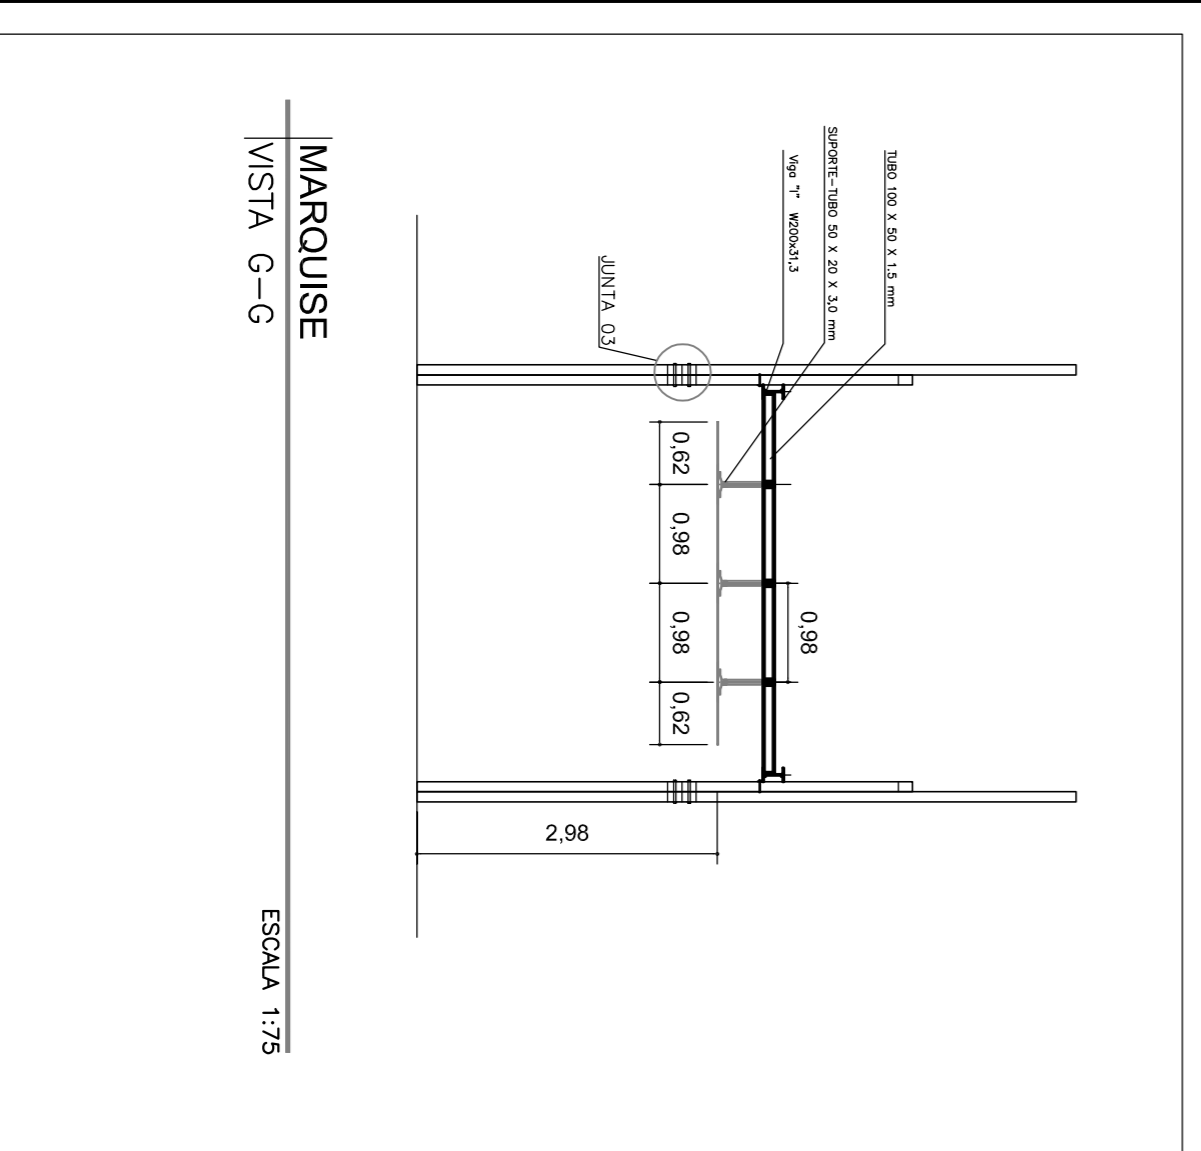 TUBO 100 X 50 X 1.5 mm
SUPORTE-TUBO 50 X 20 X 3,0 mm
Viga "I" W200x31,3
JUNTA 03
0,98
0,62
0,98
0,98
0,62
2,98
MARQUISE
VISTA G-G
ESCALA 1:75